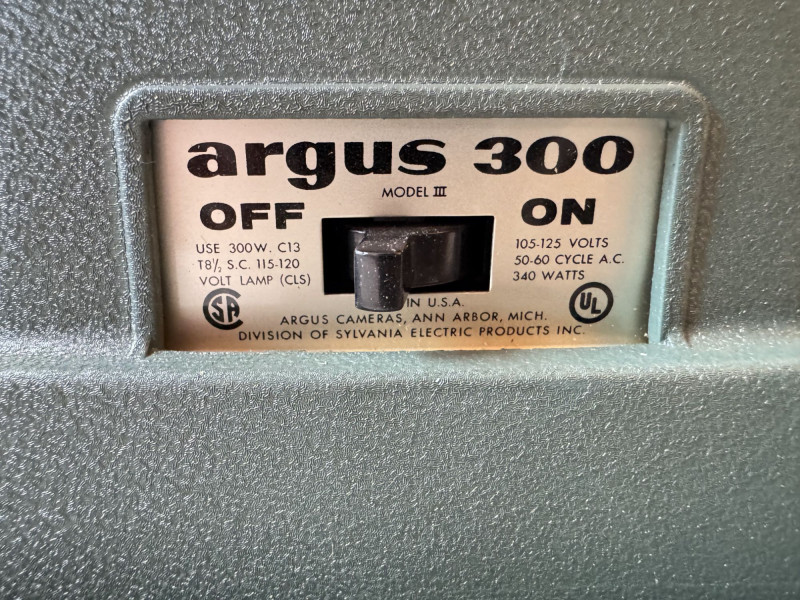 argus 300
MODEL III
OFF
ON
USE 300W. C13
T8½ S.C. 115-120
VOLT LAMP (CLS)
105-125 VOLTS
50-60 CYCLE A.C.
340 WATTS
SA
IN U.S.A.
UL
ARGUS CAMERAS, ANN ARBOR, MICH.
DIVISION OF SYLVANIA ELECTRIC PRODUCTS INC.